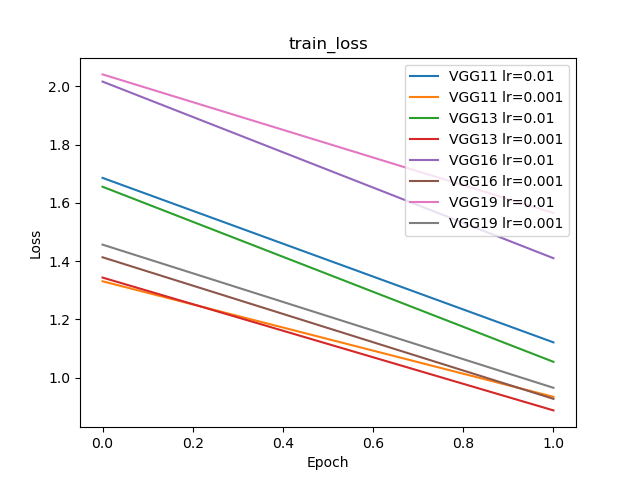 train_loss
2.0
1.8
1.6
1.4
1.2
1.0
Loss
VGG11 lr=0.01
VGG11 lr=0.001
VGG13 lr=0.01
VGG13 lr=0.001
VGG16 lr=0.01
VGG16 lr=0.001
VGG19 lr=0.01
VGG19 lr=0.001
0.0 0.2 0.4 0.6 0.8 1.0
Epoch